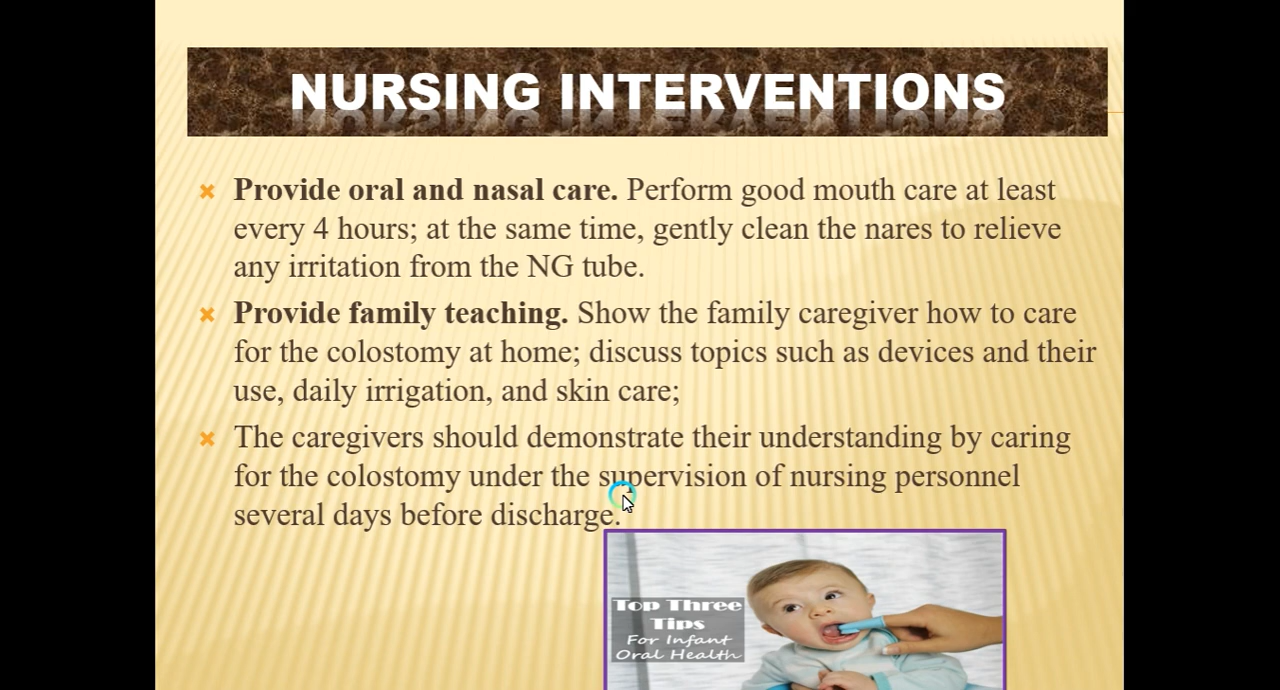 NURSING INTERVENTIONS
Provide oral and nasal care. Perform good mouth care at least
every 4 hours; at the same time, gently clean the nares to relieve
any irritation from the NG tube.
Provide family teaching. Show the family caregiver how to care
for the colostomy at home; discuss topics such as devices and their
use, daily irrigation, and skin care;
The caregivers should demonstrate their understanding by caring
for the colostomy under the supervision of nursing personnel
several days before discharge.
Top Three
Tips
For Infant
Oral Health